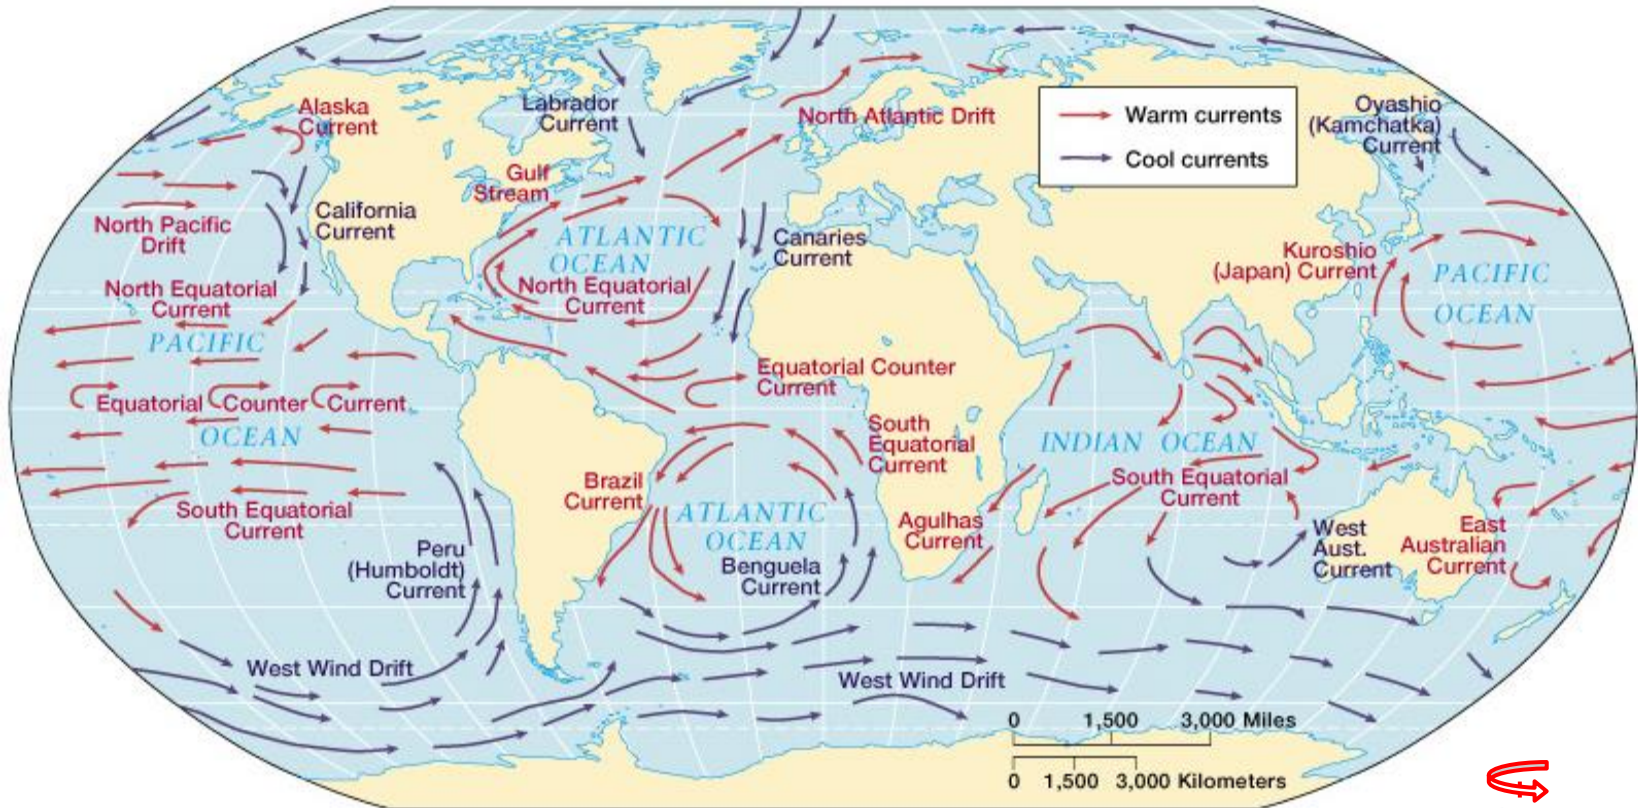 Alaska
Current
Labrador
Current
North Atlantic Drift
Warm currents
Cool currents
Oyashio
(Kamchatka)
Current
Gulf
Stream
North Pacific
Drift
California
Current
ATLANTIC
OCEAN
Canaries
Current
Kuroshio
(Japan) Current
PACIFIC
OCEAN
North Equatorial
Current
North Equatorial
Current
PACIFIC
Equatorial Counter Current
OCEAN
Equatorial Counter
Current
South
Equatorial
Current
INDIAN OCEAN
South Equatorial
Current
Brazil
Current
South Equatorial
Current
ATLANTIC
OCEAN
Agulhas
Current
West
Aust.
Current
East
Australian
Current
Peru
(Humboldt)
Current
Benguela
Current
West Wind Drift
West Wind Drift
0 1,500 3,000 Miles
0 1,500 3,000 Kilometers